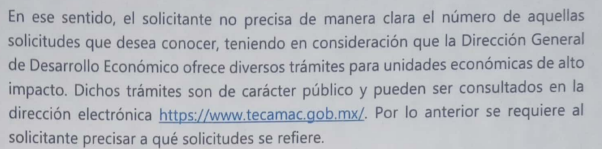 En ese sentido, el solicitante no precisa de manera clara el número de aquellas
solicitudes que desea conocer, teniendo en consideración que la Dirección General
de Desarrollo Económico ofrece diversos trámites para unidades económicas de alto
impacto. Dichos trámites son de carácter público y pueden ser consultados en la
dirección electrónica https://www.tecamac.gob.mx/. Por lo anterior se requiere al
solicitante precisar a qué solicitudes se refiere.